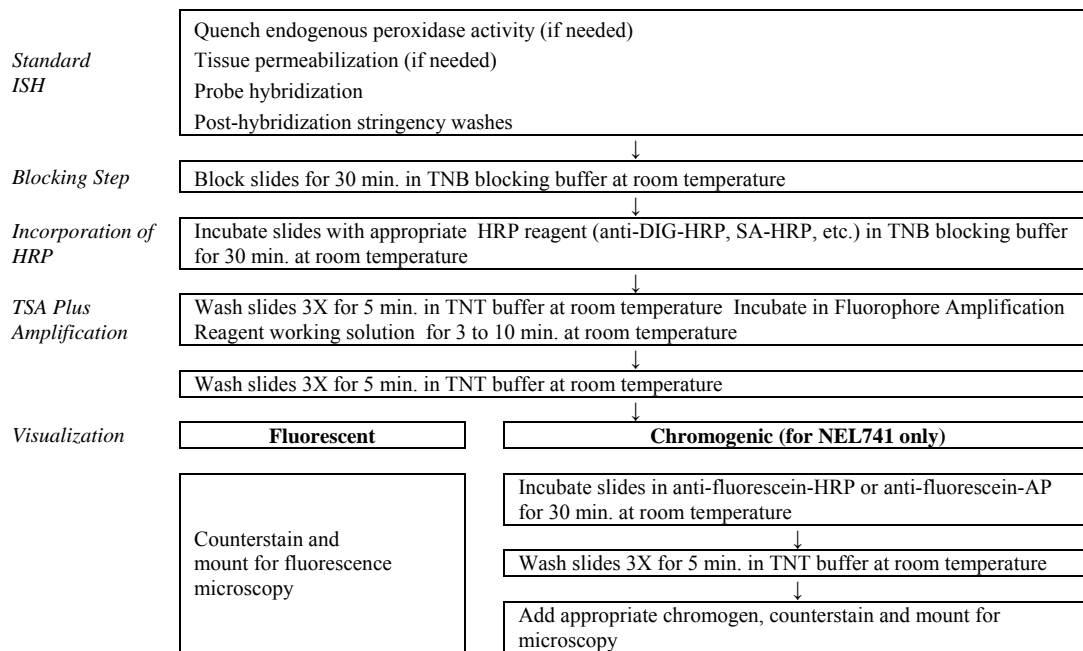 Standard
ISH
Quench endogenous peroxidase activity (if needed)
Tissue permeabilization (if needed)
Probe hybridization
Post-hybridization stringency washes
↓
Blocking Step
Block slides for 30 min. in TNB blocking buffer at room temperature
↓
Incorporation of
HRP
Incubate slides with appropriate HRP reagent (anti-DIG-HRP, SA-HRP, etc.) in TNB blocking buffer
for 30 min. at room temperature
↓
TSA Plus
Amplification
Wash slides 3X for 5 min. in TNT buffer at room temperature Incubate in Fluorophore Amplification
Reagent working solution for 3 to 10 min. at room temperature
↓
Wash slides 3X for 5 min. in TNT buffer at room temperature
↓
Visualization
Fluorescent
Counterstain and
mount for fluorescence
microscopy
Chromogenic (for NEL741 only)
Incubate slides in anti-fluorescein-HRP or anti-fluorescein-AP
for 30 min. at room temperature
↓
Wash slides 3X for 5 min. in TNT buffer at room temperature
↓
Add appropriate chromogen, counterstain and mount for
microscopy